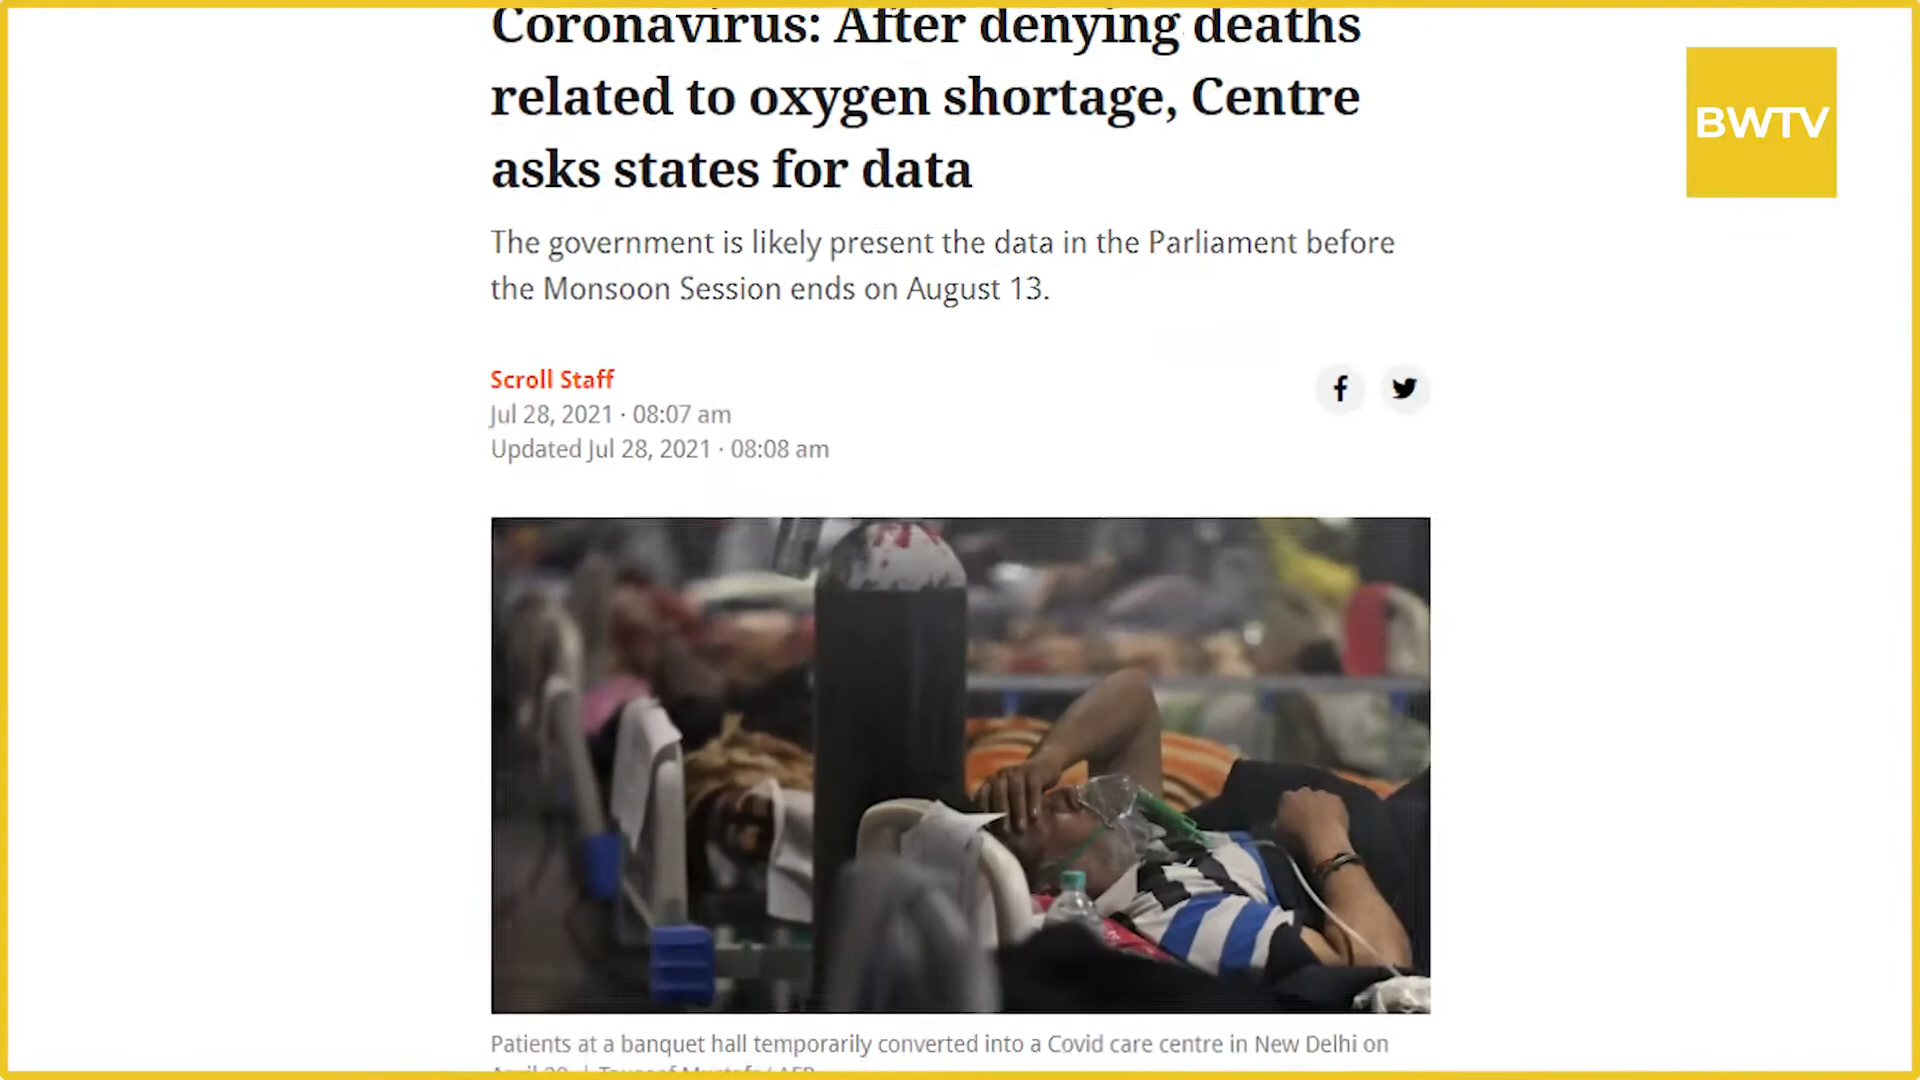 Coronavirus: After denying deaths
related to oxygen shortage, Centre
asks states for data
BWTV
The government is likely present the data in the Parliament before
the Monsoon Session ends on August 13.
Scroll Staff
Jul 28, 2021 · 08:07 am
Updated Jul 28, 2021 · 08:08 am
Patients at a banquet hall temporarily converted into a Covid care centre in New Delhi on